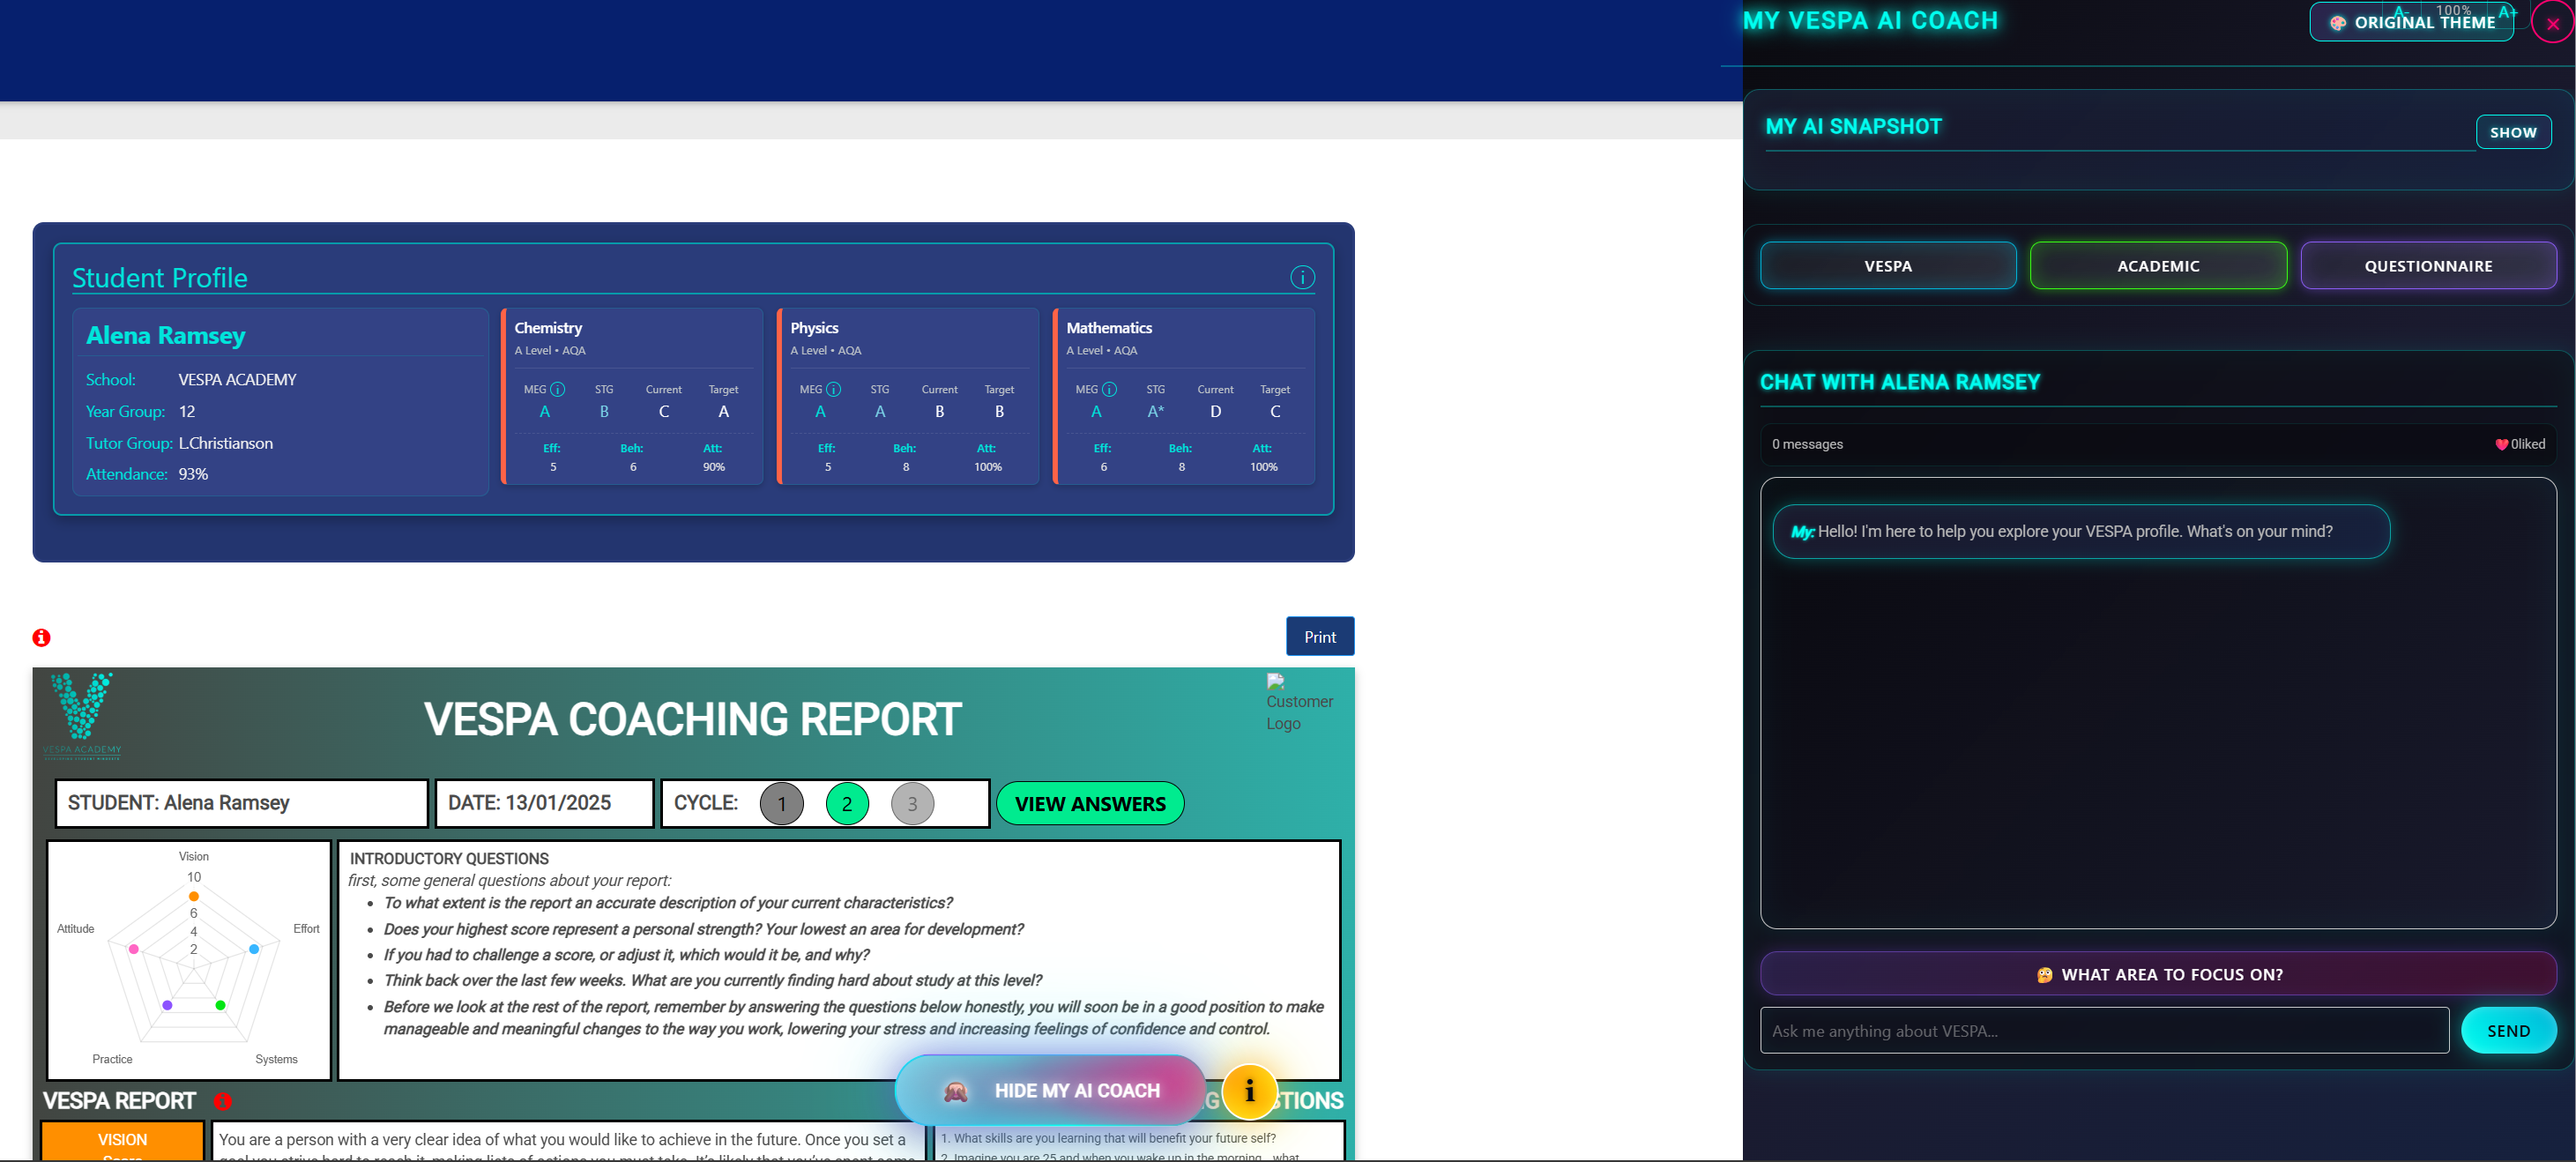 MY VESPA AI COACH
A- 100% A+
ORIGINAL THEME
MY AI SNAPSHOT
SHOW
VESPA ACADEMIC QUESTIONNAIRE
CHAT WITH ALENA RAMSEY
0 messages 0liked
My: Hello! I'm here to help you explore your VESPA profile. What's on your mind?
WHAT AREA TO FOCUS ON?
Ask me anything about VESPA...
SEND
Student Profile
Alena Ramsey
School: VESPA ACADEMY
Year Group: 12
Tutor Group: L.Christianson
Attendance: 93%
Chemistry
A Level • AQA
MEG STG Current Target
A B C A
Eff: Beh: Att:
5 6 90%
Physics
A Level • AQA
MEG STG Current Target
A A B B
Eff: Beh: Att:
5 8 100%
Mathematics
A Level • AQA
MEG STG Current Target
A A* D C
Eff: Beh: Att:
6 8 100%
Print
VESPA ACADEMY
VESPA COACHING REPORT
Customer
Logo
STUDENT: Alena Ramsey
DATE: 13/01/2025
CYCLE: 1 2 3
VIEW ANSWERS
Vision
10
6
4
2
Attitude
Effort
Practice
Systems
INTRODUCTORY QUESTIONS
first, some general questions about your report:
• To what extent is the report an accurate description of your current characteristics?
• Does your highest score represent a personal strength? Your lowest an area for development?
• If you had to challenge a score, or adjust it, which would it be, and why?
• Think back over the last few weeks. What are you currently finding hard about study at this level?
• Before we look at the rest of the report, remember by answering the questions below honestly, you will soon be in a good position to make
manageable and meaningful changes to the way you work, lowering your stress and increasing feelings of confidence and control.
HIDE MY AI COACH
VESPA REPORT
VISION
You are a person with a very clear idea of what you would like to achieve in the future. Once you set a
1. What skills are you learning that will benefit your future self?
2. Imagine you are 25 and when you wake up in the morning... what